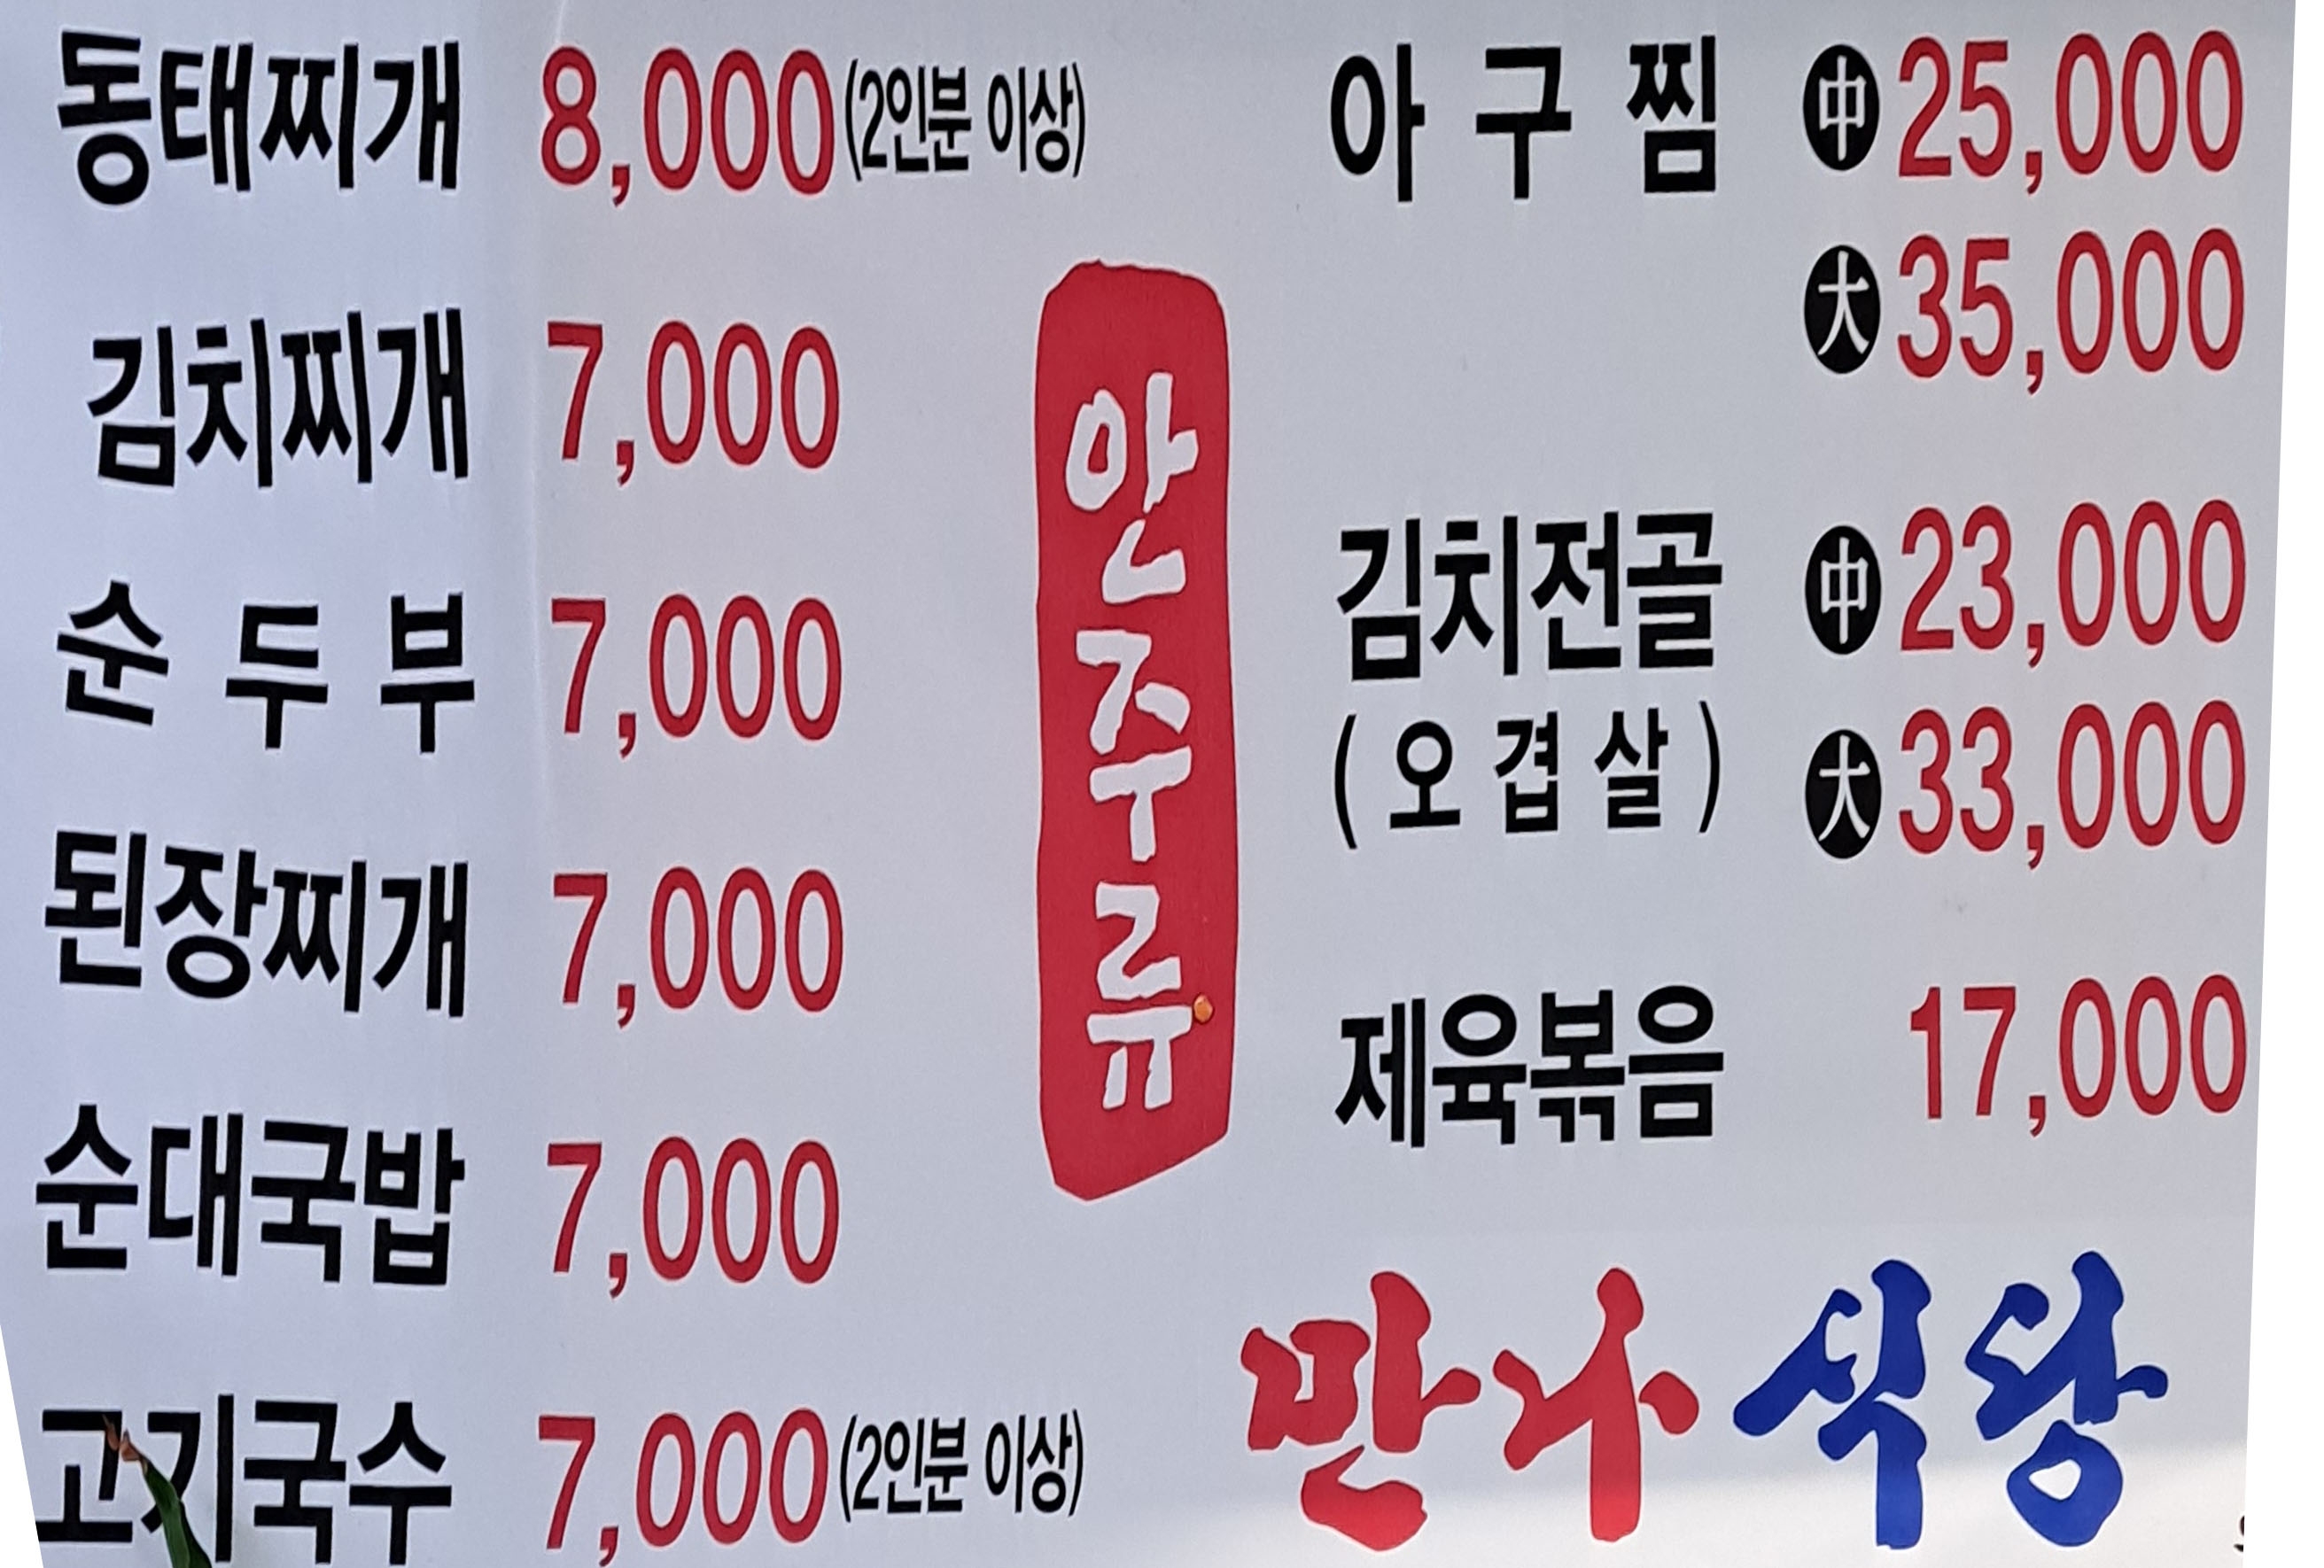 동태찌개 8,000(2인분 이상)
김치찌개 7,000
순두부 7,000
된장찌개 7,000
순대국밥 7,000
고기국수 7,000(2인분 이상)
안주류
아구찜 中 25,000
大 35,000
김치전골 中 23,000
(오겹살) 大 33,000
제육볶음 17,000
만나식당